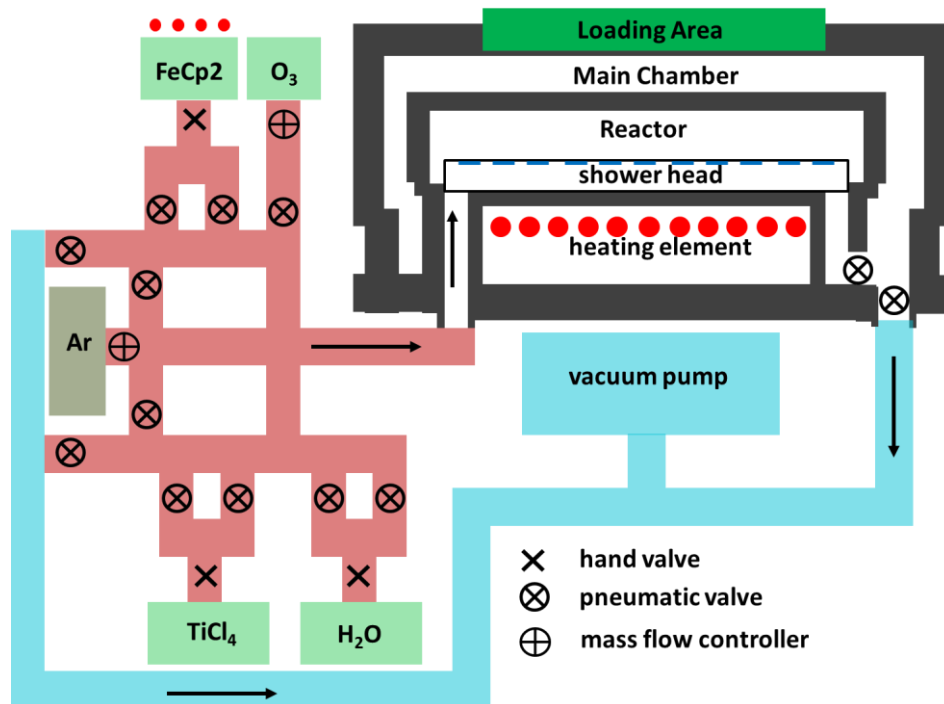 Loading Area
FeCp2
O₃
Main Chamber
Reactor
shower head
heating element
Ar
vacuum pump
hand valve
pneumatic valve
TiCl₄
H₂O
mass flow controller